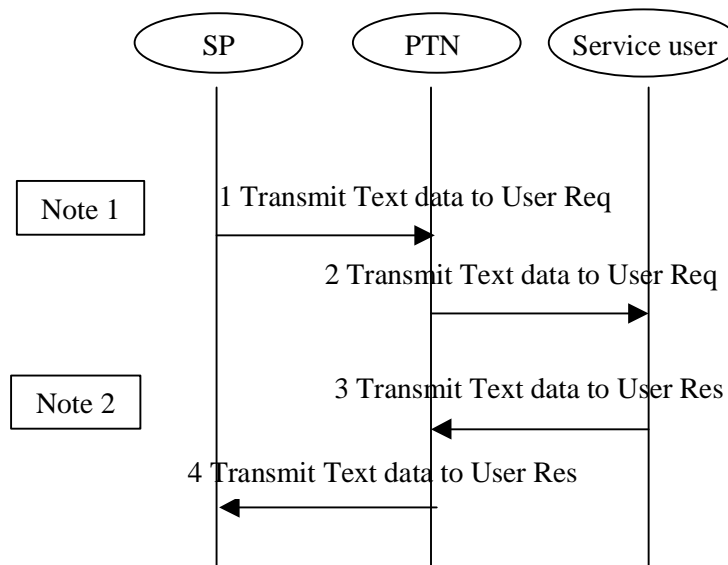 SP
PTN
Service user
Note 1
1 Transmit Text data to User Req
2 Transmit Text data to User Req
Note 2
3 Transmit Text data to User Res
4 Transmit Text data to User Res